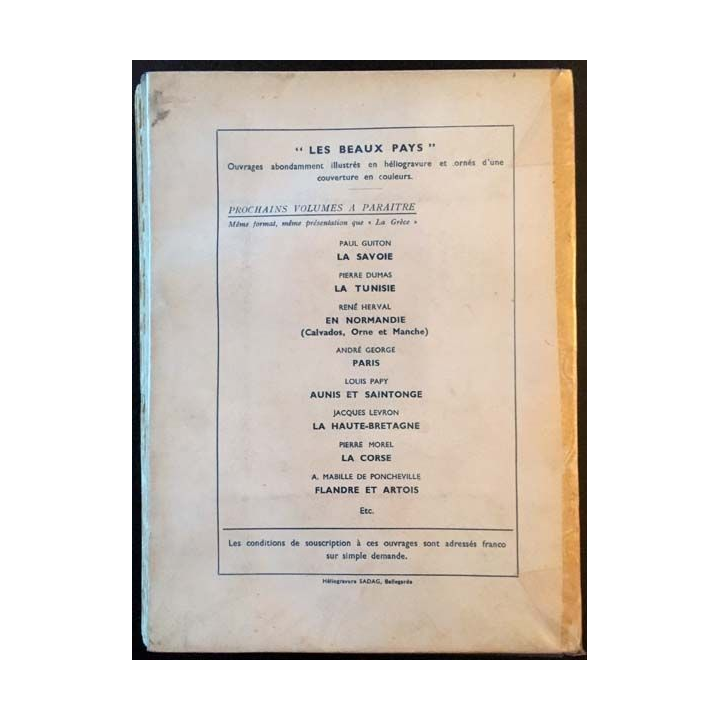 “ LES BEAUX PAYS ”
Ouvrages abondamment illustrés en héliogravure et ornés d'une
couverture en couleurs.
PROCHAINS VOLUMES A PARAITRE
Même format, même présentation que « La Grèce »
PAUL GUITON
LA SAVOIE
PIERRE DUMAS
LA TUNISIE
RENÉ HERVAL
EN NORMANDIE
(Calvados, Orne et Manche)
ANDRÉ GEORGE
PARIS
LOUIS PAPY
AUNIS ET SAINTONGE
JACQUES LEVRON
LA HAUTE-BRETAGNE
PIERRE MOREL
LA CORSE
A. MABILLE DE PONCHEVILLE
FLANDRE ET ARTOIS
Etc.
Les conditions de souscription à ces ouvrages sont adressés franco
sur simple demande.
Héliogravure SADAG, Bellegarde